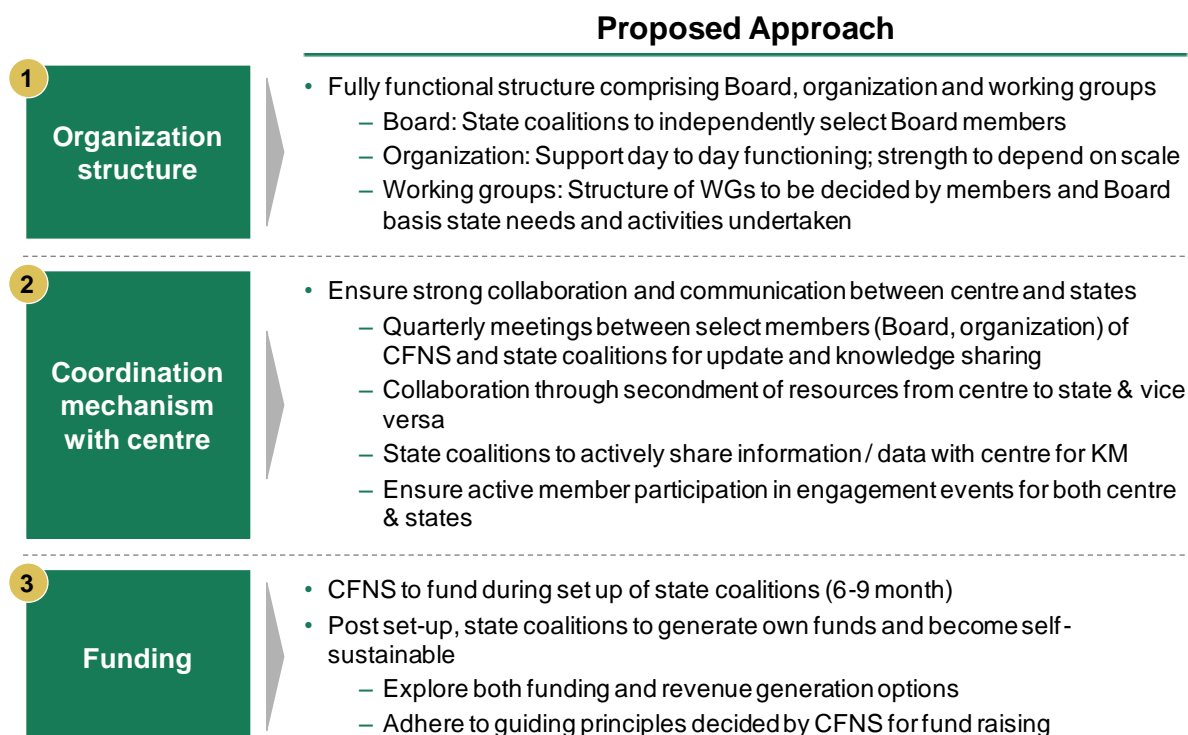 Proposed Approach
1
Organization
structure
• Fully functional structure comprising Board, organization and working groups
– Board: State coalitions to independently select Board members
– Organization: Support day to day functioning; strength to depend on scale
– Working groups: Structure of WGs to be decided by members and Board
basis state needs and activities undertaken
2
Coordination
mechanism
with centre
• Ensure strong collaboration and communication between centre and states
– Quarterly meetings between select members (Board, organization) of
CFNS and state coalitions for update and knowledge sharing
– Collaboration through secondment of resources from centre to state & vice
versa
– State coalitions to actively share information / data with centre for KM
– Ensure active member participation in engagement events for both centre
& states
3
Funding
• CFNS to fund during set up of state coalitions (6-9 month)
• Post set-up, state coalitions to generate own funds and become self-
sustainable
– Explore both funding and revenue generation options
– Adhere to guiding principles decided by CFNS for fund raising